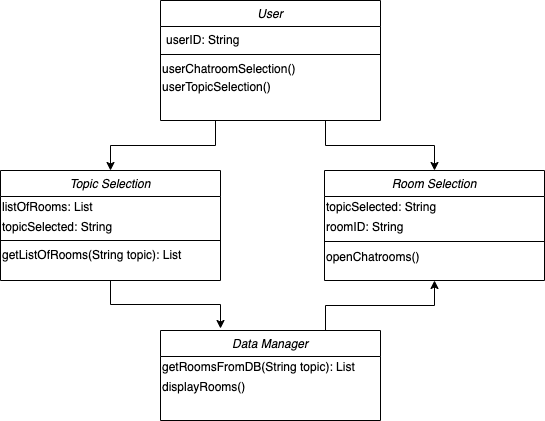 User
userID: String
userChatroomSelection()
userTopicSelection()
Topic Selection
listOfRooms: List
topicSelected: String
getListOfRooms(String topic): List
Room Selection
topicSelected: String
roomID: String
openChatrooms()
Data Manager
getRoomsFromDB(String topic): List
displayRooms()